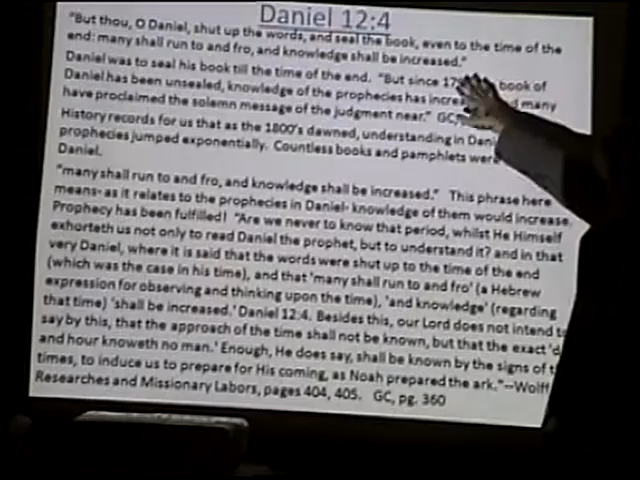 Daniel 12:4
"But thou, O Daniel, shut up the words, and seal the book, even to the time of the
end: many shall run to and fro, and knowledge shall be increased."
Daniel was to seal his book till the time of the end. "But since book of
Daniel has been unsealed, knowledge of the prophecies has many
have proclaimed the solemn message of the judgment near." GC,
History records for us that as the 1800's dawned, understanding in
prophecies jumped exponentially. Countless books and pamphlets were
Daniel.
"many shall run to and fro, and knowledge shall be increased." This phrase here
means- as it relates to the prophecies in Daniel- knowledge of them would increase.
Prophecy has been fulfilled! "Are we never to know that period, whilst He Himself
exhorteth us not only to read Daniel the prophet, but to understand it? and in that
very Daniel, where it is said that the words were shut up to the time of the end
(which was the case in his time), and that 'many shall run to and fro' (a Hebrew
expression for observing and thinking upon the time), 'and knowledge' (regarding
that time) 'shall be increased.' Daniel 12:4. Besides this, our Lord does not intend
say by this, that the approach of the time shall not be known, but that the exact
and hour knoweth no man.' Enough, He does say, shall be known by the signs of
times, to induce us to prepare for His coming, as Noah prepared the ark."--Wolff
Researches and Missionary Labors, pages 404, 405. GC, pg. 360